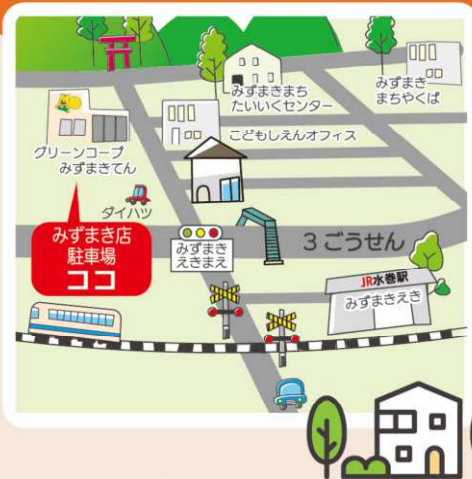 みずまきまち
たいいくセンター
みずまき
まちやくば
こどもしえんオフィス
グリーンコープ
みずまきてん
ダイハツ
みずまき店
駐車場
ココ
みずまき
えきまえ
3ごうせん
JR水巻駅
みずまきえき